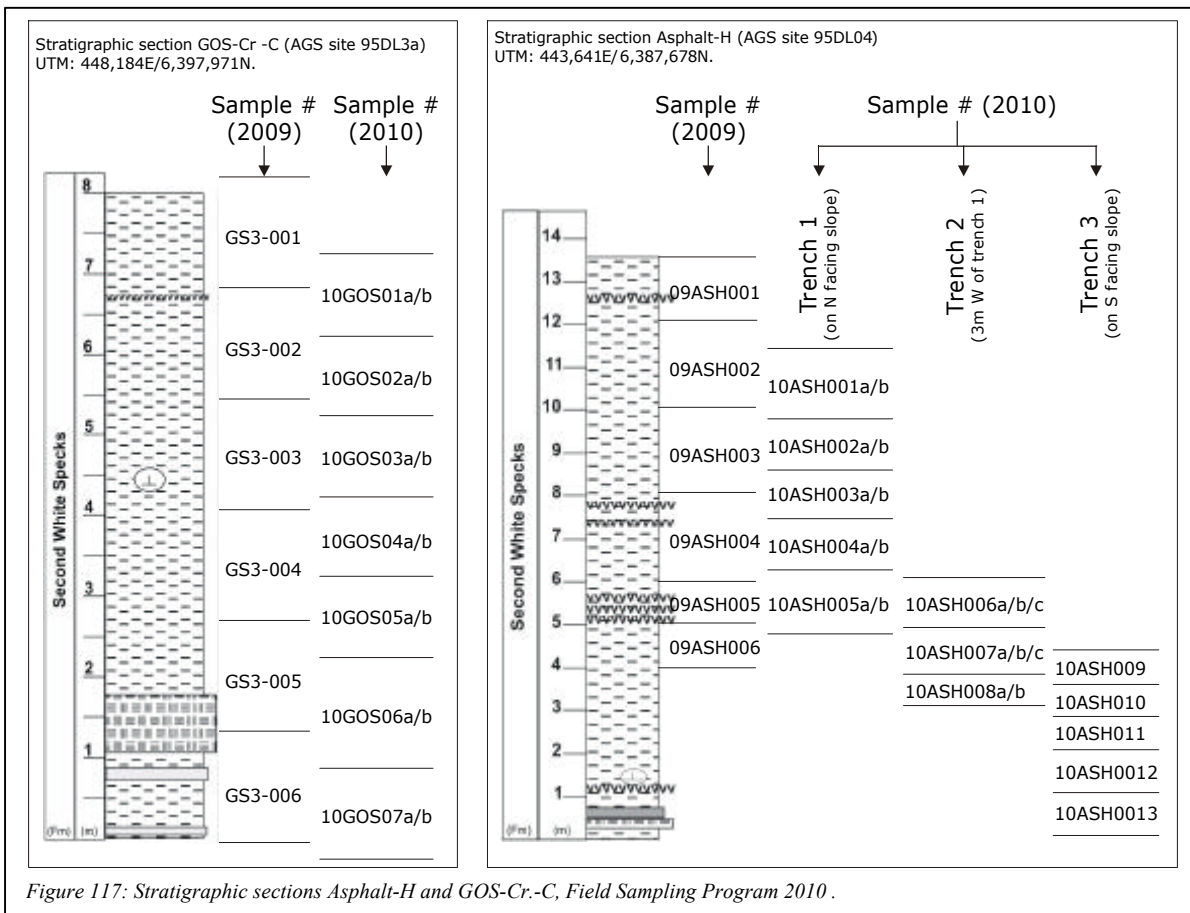 Stratigraphic section GOS-Cr -C (AGS site 95DL3a)
UTM: 448,184E/6,397,971N.
Sample # (2009)
Sample # (2010)
8
7
6
5
4
3
2
1
Second White Specks
(Fm)
(m)
GS3-001
GS3-002
GS3-003
GS3-004
GS3-005
GS3-006
10GOS01a/b
10GOS02a/b
10GOS03a/b
10GOS04a/b
10GOS05a/b
10GOS06a/b
10GOS07a/b
Stratigraphic section Asphalt-H (AGS site 95DL04)
UTM: 443,641E/6,387,678N.
Sample # (2009)
Sample # (2010)
Trench 1
(on N facing slope)
Trench 2
(3m W of trench 1)
Trench 3
(on S facing slope)
14
13
12
11
10
9
8
7
6
5
4
3
2
1
Second White Specks
(Fm)
(m)
09ASH001
09ASH002
09ASH003
09ASH004
09ASH005
09ASH006
10ASH001a/b
10ASH002a/b
10ASH003a/b
10ASH004a/b
10ASH005a/b
10ASH006a/b/c
10ASH007a/b/c
10ASH008a/b
10ASH009
10ASH010
10ASH011
10ASH0012
10ASH0013
Figure 117: Stratigraphic sections Asphalt-H and GOS-Cr.-C, Field Sampling Program 2010 .